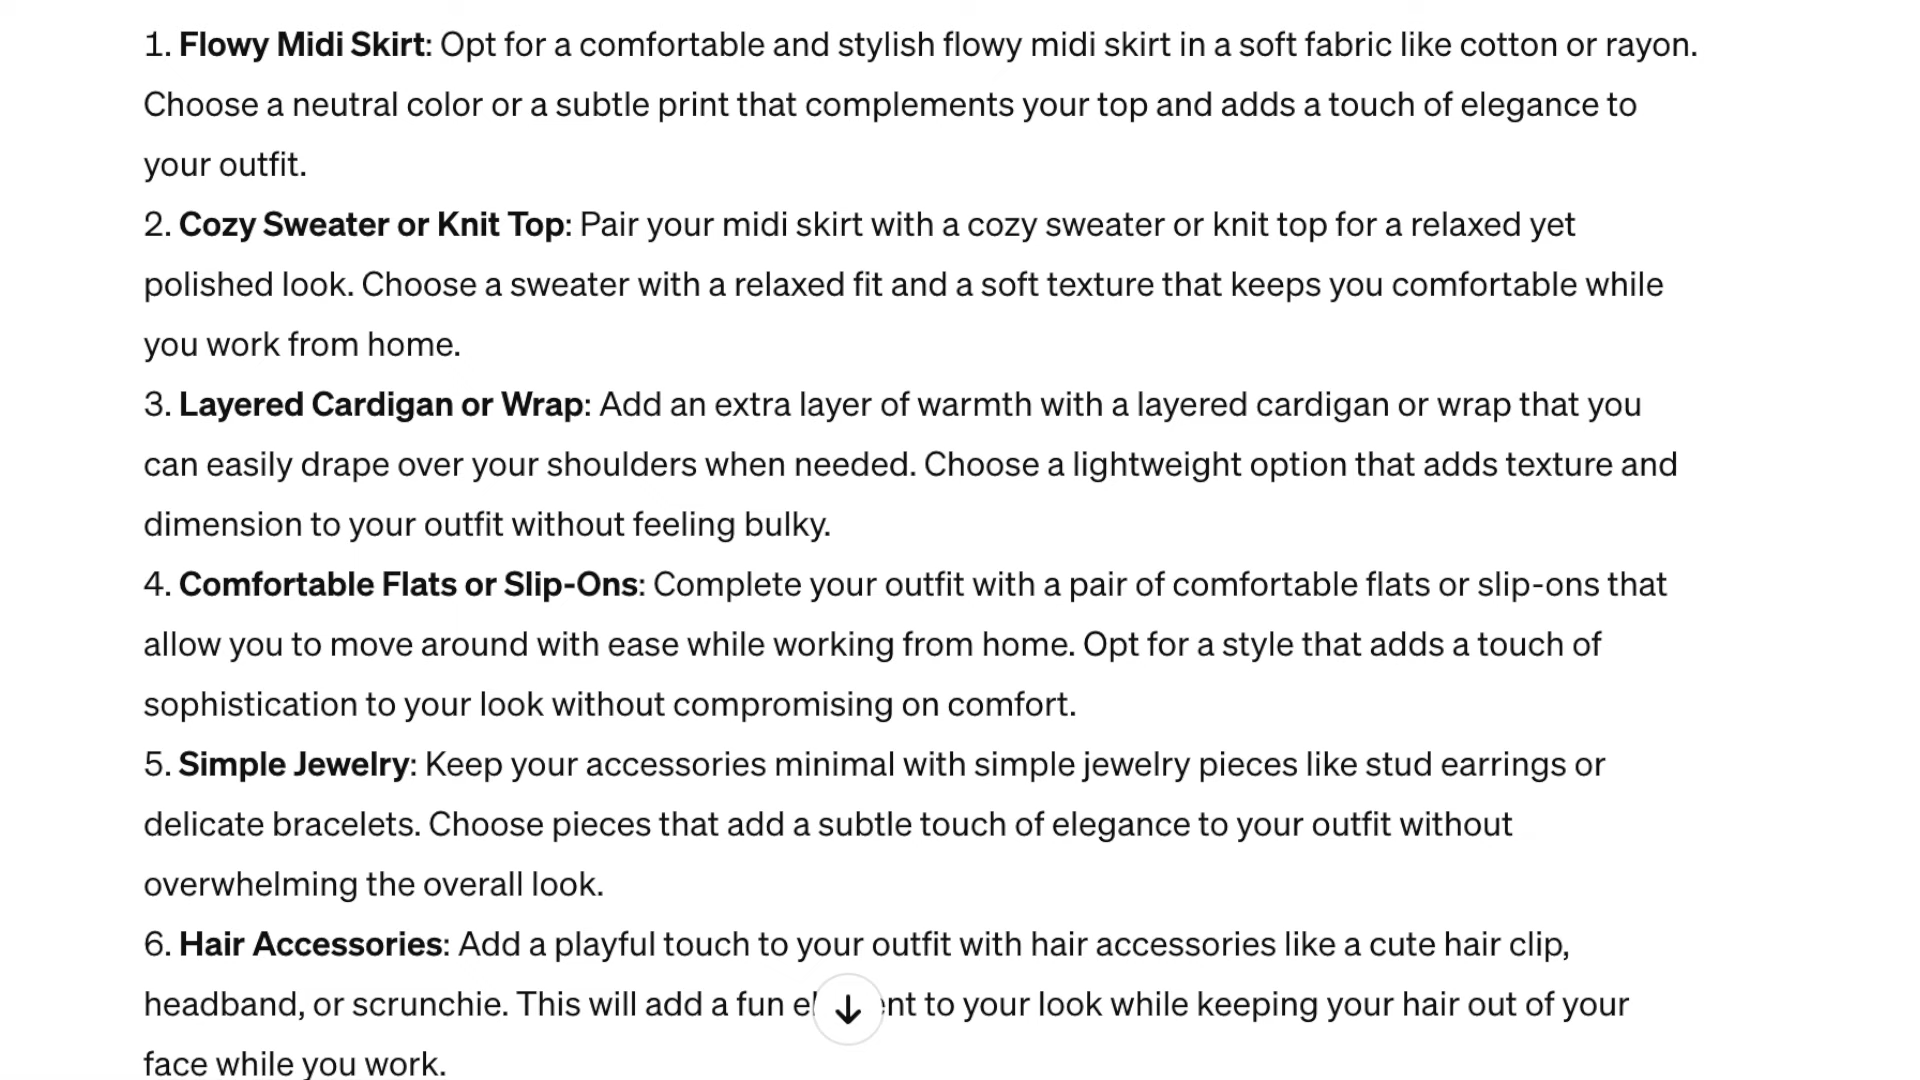 1. Flowy Midi Skirt: Opt for a comfortable and stylish flowy midi skirt in a soft fabric like cotton or rayon.
Choose a neutral color or a subtle print that complements your top and adds a touch of elegance to
your outfit.
2. Cozy Sweater or Knit Top: Pair your midi skirt with a cozy sweater or knit top for a relaxed yet
polished look. Choose a sweater with a relaxed fit and a soft texture that keeps you comfortable while
you work from home.
3. Layered Cardigan or Wrap: Add an extra layer of warmth with a layered cardigan or wrap that you
can easily drape over your shoulders when needed. Choose a lightweight option that adds texture and
dimension to your outfit without feeling bulky.
4. Comfortable Flats or Slip-Ons: Complete your outfit with a pair of comfortable flats or slip-ons that
allow you to move around with ease while working from home. Opt for a style that adds a touch of
sophistication to your look without compromising on comfort.
5. Simple Jewelry: Keep your accessories minimal with simple jewelry pieces like stud earrings or
delicate bracelets. Choose pieces that add a subtle touch of elegance to your outfit without
overwhelming the overall look.
6. Hair Accessories: Add a playful touch to your outfit with hair accessories like a cute hair clip,
headband, or scrunchie. This will add a fun to your look while keeping your hair out of your
face while you work.